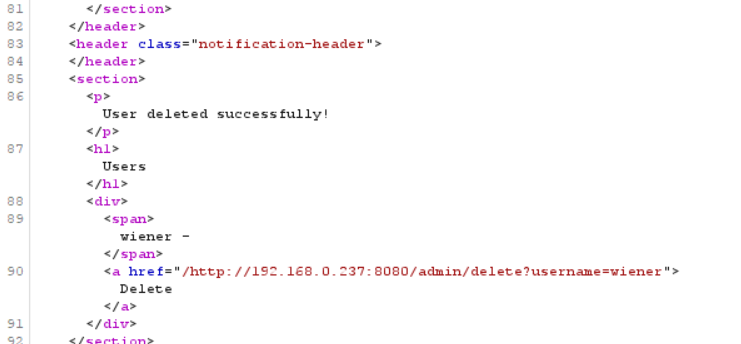 81 </section>
82 </header>
83 <header class="notification-header">
84 </header>
85 <section>
86 <p>
User deleted successfully!
</p>
87 <h1>
Users
</h1>
88 <div>
89 <span>
wiener -
</span>
90 <a href="/http://192.168.0.237:8080/admin/delete?username=wiener">
Delete
</a>
91 </div>
92 </section>